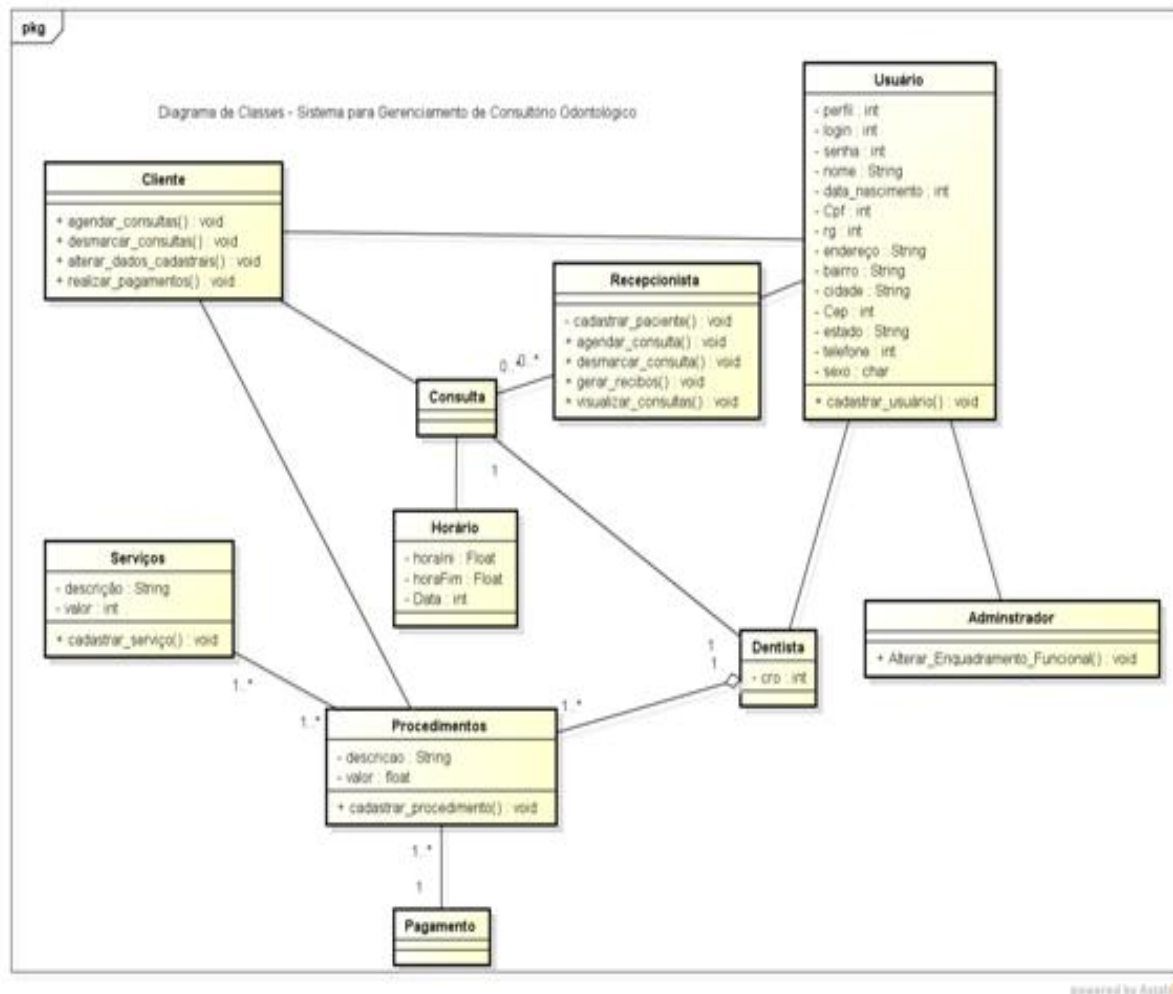 pkg
Diagrama de Classes - Sistema para Gerenciamento de Consultório Odontológico
Usuário
- perfil : int
- login : int
- senha : int
- nome : String
- data_nascimento : int
- Cpf : int
- rg : int
- endereço : String
- bairro : String
- cidade : String
- Cep : int
- estado : String
- telefone : int
- sexo : char
+ cadastrar_usuário() : void
Cliente
+ agendar_consultas() : void
+ desmarcar_consultas() : void
+ alterar_dados_cadastrais() : void
+ realizar_pagamentos() : void
Recepcionista
- cadastrar_paciente() : void
+ agendar_consulta() : void
+ desmarcar_consulta() : void
+ gerar_recibos() : void
+ visualizar_consultas() : void
0..*
Consulta
1
Horário
- horaIni : Float
- horaFim : Float
- Data : int
Serviços
- descrição : String
- valor : int
+ cadastrar_serviço() : void
Adminstrador
+ Alterar_Enquadramento_Funcional() : void
1
1
Dentista
- cro : int
1..*
1..*
1..*
Procedimentos
- descricao : String
- valor : float
+ cadastrar_procedimento() : void
1..*
1
Pagamento
powered by